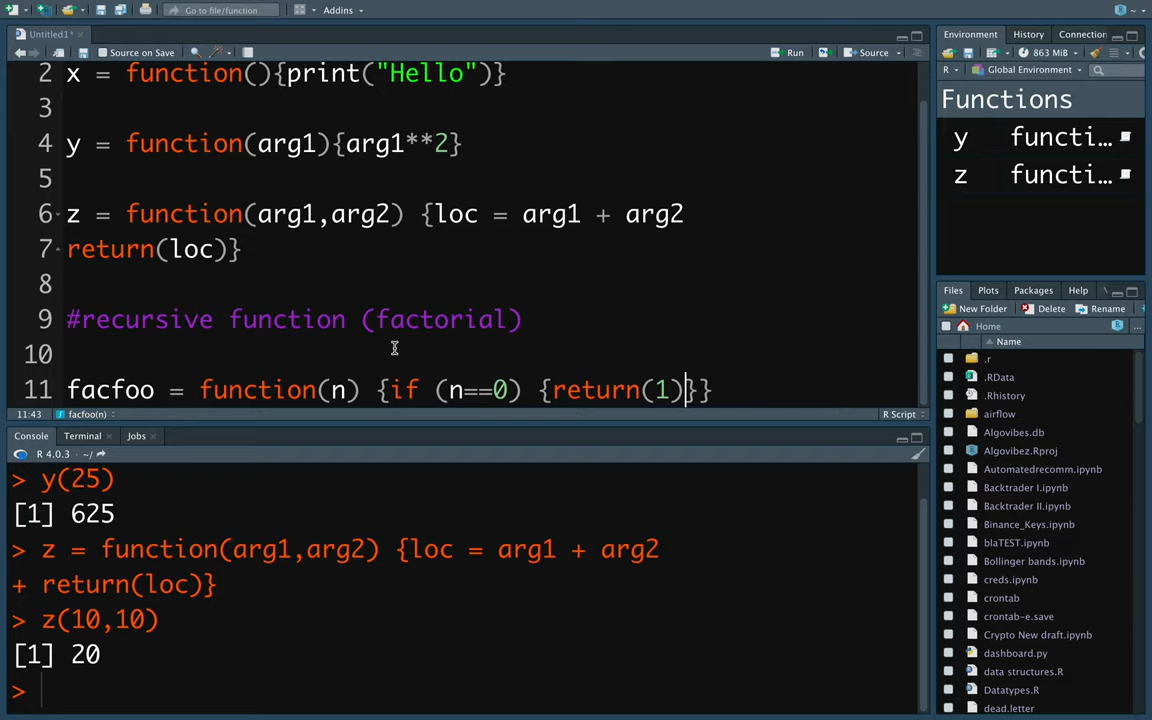 Go to file/function
Addins
Untitled1*
Source on Save
Run
Source
2 x = function(){print("Hello")}
3
4 y = function(arg1){arg1**2}
5
6 z = function(arg1,arg2) {loc = arg1 + arg2
7 return(loc)}
8
9 #recursive function (factorial)
10
11 facfoo = function(n) {if (n==0) {return(1)}}
11:43 facfoo(n)
R Script
Console Terminal Jobs
R 4.0.3 · ~/
> y(25)
[1] 625
> z = function(arg1,arg2) {loc = arg1 + arg2
+ return(loc)}
> z(10,10)
[1] 20
>
Environment History Connection
863 MiB
R Global Environment
Functions
y functi...
z functi...
Files Plots Packages Help
New Folder Delete Rename
Home
Name
.r
.RData
.Rhistory
airflow
Algovibes.db
Algovibez.Rproj
Automatedrecomm.ipynb
Backtrader I.ipynb
Backtrader II.ipynb
Binance_Keys.ipynb
blaTEST.ipynb
Bollinger bands.ipynb
creds.ipynb
crontab
crontab-e.save
Crypto New draft.ipynb
dashboard.py
data structures.R
Datatypes.R
dead.letter